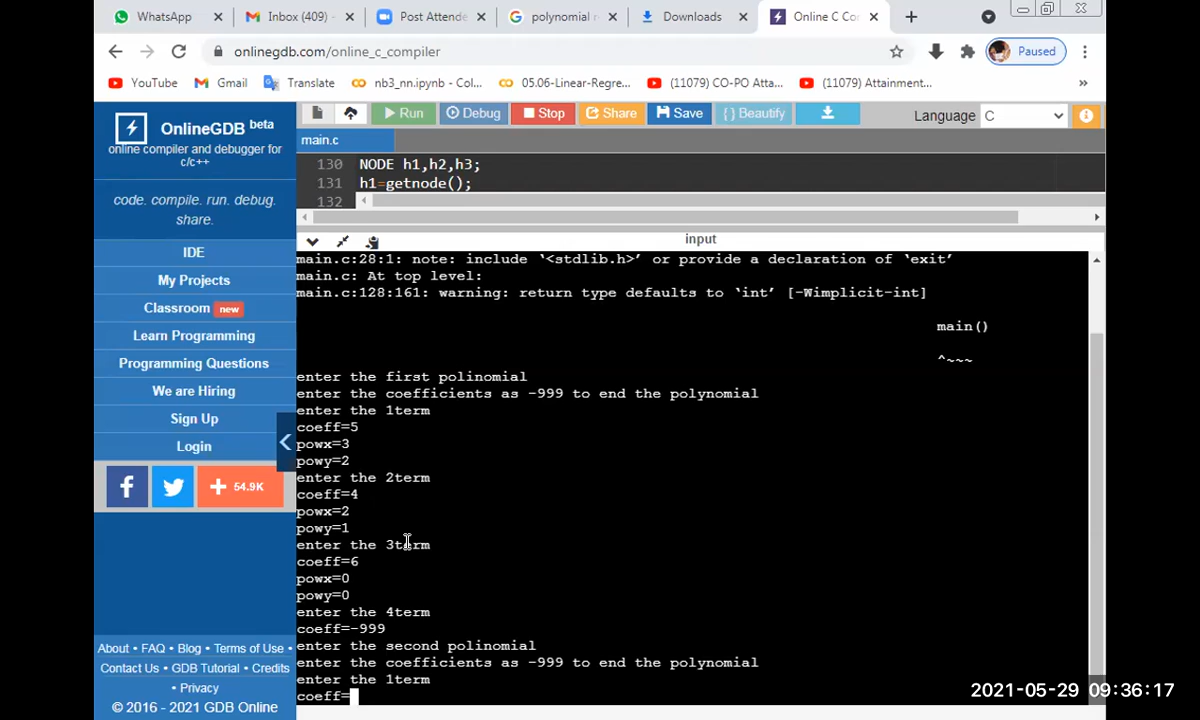 WhatsApp
Inbox (409) -
Post Attende
polynomial r
Downloads
Online C Co
onlinegdb.com/online_c_compiler
Paused
YouTube
Gmail
Translate
nb3_nn.ipynb - Col...
05.06-Linear-Regre...
(11079) CO-PO Atta...
(11079) Attainment...
»
OnlineGDB beta
online compiler and debugger for
c/c++
code. compile. run. debug.
share.
IDE
My Projects
Classroom new
Learn Programming
Programming Questions
We are Hiring
Sign Up
Login
54.9K
About • FAQ • Blog • Terms of Use •
Contact Us • GDB Tutorial • Credits
• Privacy
© 2016 - 2021 GDB Online
Run
Debug
Stop
Share
Save
{ } Beautify
Language C
main.c
130 NODE h1,h2,h3;
131 h1=getnode();
132
input
main.c:28:1: note: include ‘<stdlib.h>’ or provide a declaration of ‘exit’
main.c: At top level:
main.c:128:161: warning: return type defaults to ‘int’ [-Wimplicit-int]
main()
^~~~
enter the first polinomial
enter the coefficients as -999 to end the polynomial
enter the 1term
coeff=5
powx=3
powy=2
enter the 2term
coeff=4
powx=2
powy=1
enter the 3term
coeff=6
powx=0
powy=0
enter the 4term
coeff=-999
enter the second polinomial
enter the coefficients as -999 to end the polynomial
enter the 1term
coeff=
2021-05-29 09:36:17